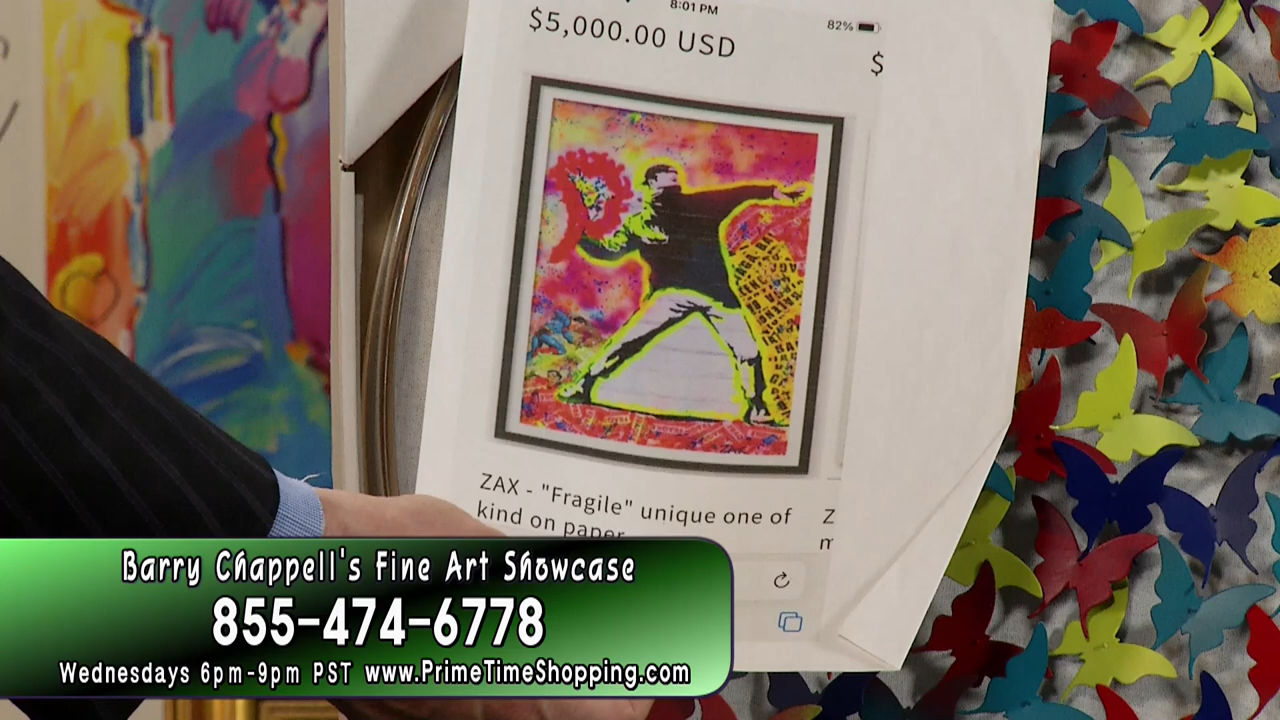 8:01 PM
82%
$5,000.00 USD
$
ZAX - "Fragile" unique one of
kind on paper
Z
m
Barry Chappell's Fine Art Showcase
855-474-6778
Wednesdays 6pm-9pm PST www.PrimeTimeShopping.com